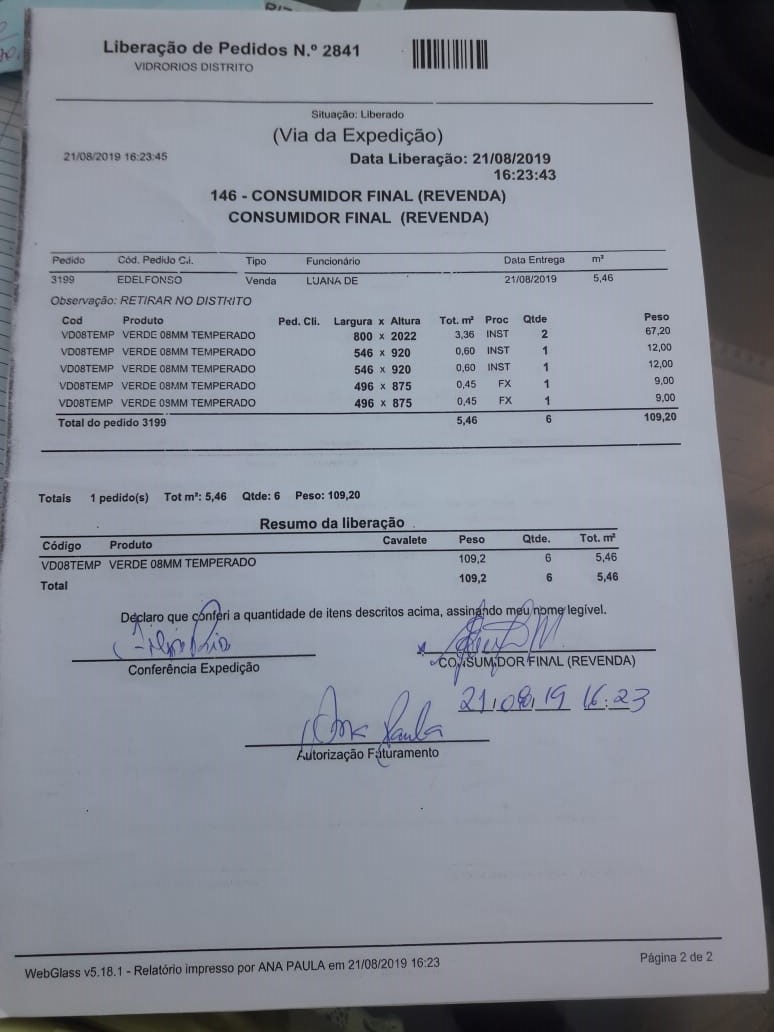 Liberação de Pedidos N.º 2841
VIDRORIOS DISTRITO
Situação: Liberado
(Via da Expedição)
21/08/2019 16:23:45
Data Liberação: 21/08/2019
16:23:43
146 - CONSUMIDOR FINAL (REVENDA)
CONSUMIDOR FINAL (REVENDA)
Pedido Cód. Pedido Cli. Tipo Funcionário Data Entrega m²
3199 EDELFONSO Venda LUANA DE 21/08/2019 5,46
Observação: RETIRAR NO DISTRITO
Cod Produto Ped. Cli. Largura x Altura Tot. m² Proc Qtde Peso
VD08TEMP VERDE 08MM TEMPERADO 800 x 2022 3,36 INST 2 67,20
VD08TEMP VERDE 08MM TEMPERADO 546 x 920 0,60 INST 1 12,00
VD08TEMP VERDE 08MM TEMPERADO 546 x 920 0,60 INST 1 12,00
VD08TEMP VERDE 08MM TEMPERADO 496 x 875 0,45 FX 1 9,00
VD08TEMP VERDE 08MM TEMPERADO 496 x 875 0,45 FX 1 9,00
Total do pedido 3199 5,46 6 109,20
Totais 1 pedido(s) Tot m²: 5,46 Qtde: 6 Peso: 109,20
Resumo da liberação
Código Produto Cavalete Peso Qtde. Tot. m²
VD08TEMP VERDE 08MM TEMPERADO 109,2 6 5,46
Total 109,2 6 5,46
Declaro que conferi a quantidade de itens descritos acima, assinando meu nome legível.
Conferência Expedição
CONSUMIDOR FINAL (REVENDA)
21/08/19 16:23
Ana Paula
Autorização Faturamento
WebGlass v5.18.1 - Relatório impresso por ANA PAULA em 21/08/2019 16:23
Página 2 de 2